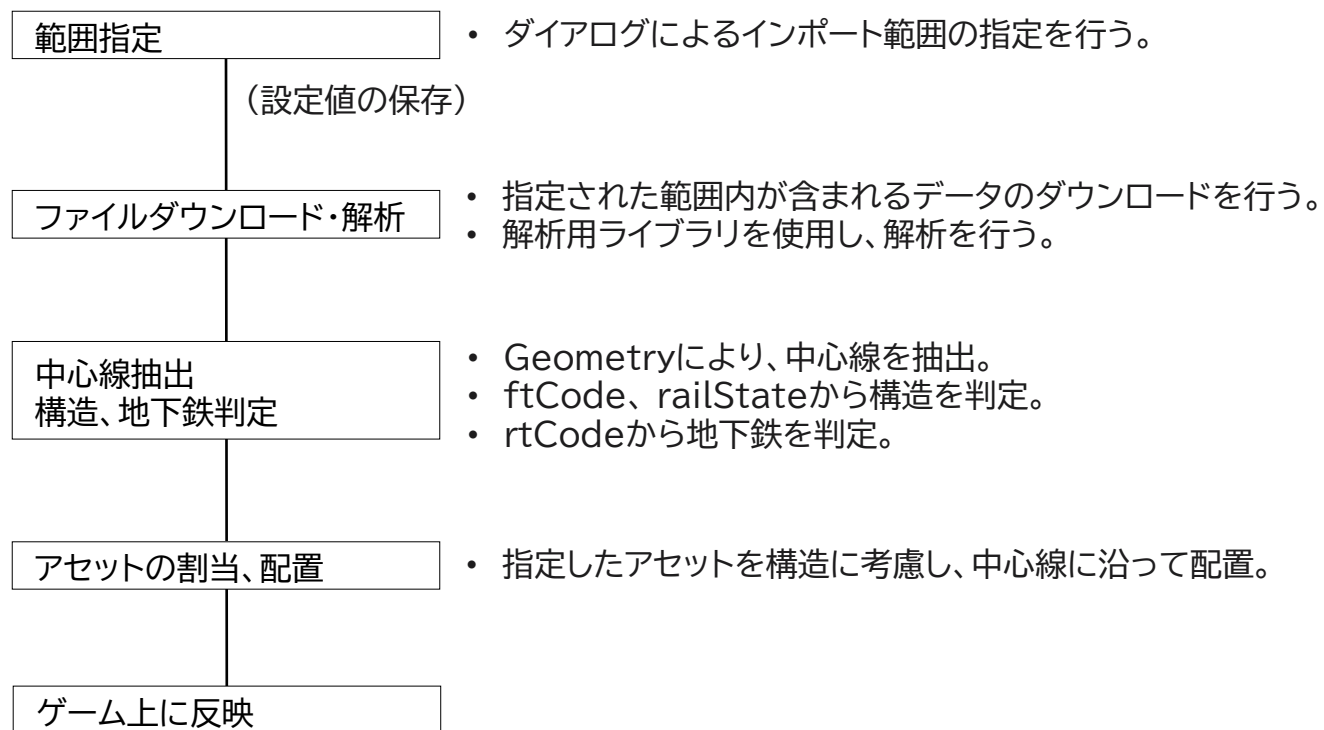 範囲指定
• ダイアログによるインポート範囲の指定を行う。
（設定値の保存）
ファイルダウンロード・解析
• 指定された範囲内が含まれるデータのダウンロードを行う。
• 解析用ライブラリを使用し、解析を行う。
中心線抽出
構造、地下鉄判定
• Geometryにより、中心線を抽出。
• ftCode、railStateから構造を判定。
• rtCodeから地下鉄を判定。
アセットの割当、配置
• 指定したアセットを構造に考慮し、中心線に沿って配置。
ゲーム上に反映